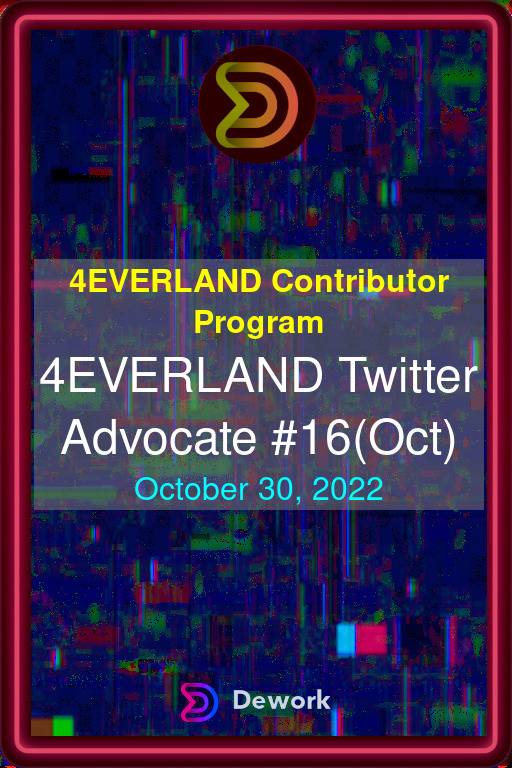 4EVERLAND Contributor
Program
4EVERLAND Twitter
Advocate #16(Oct)
October 30, 2022
Dework